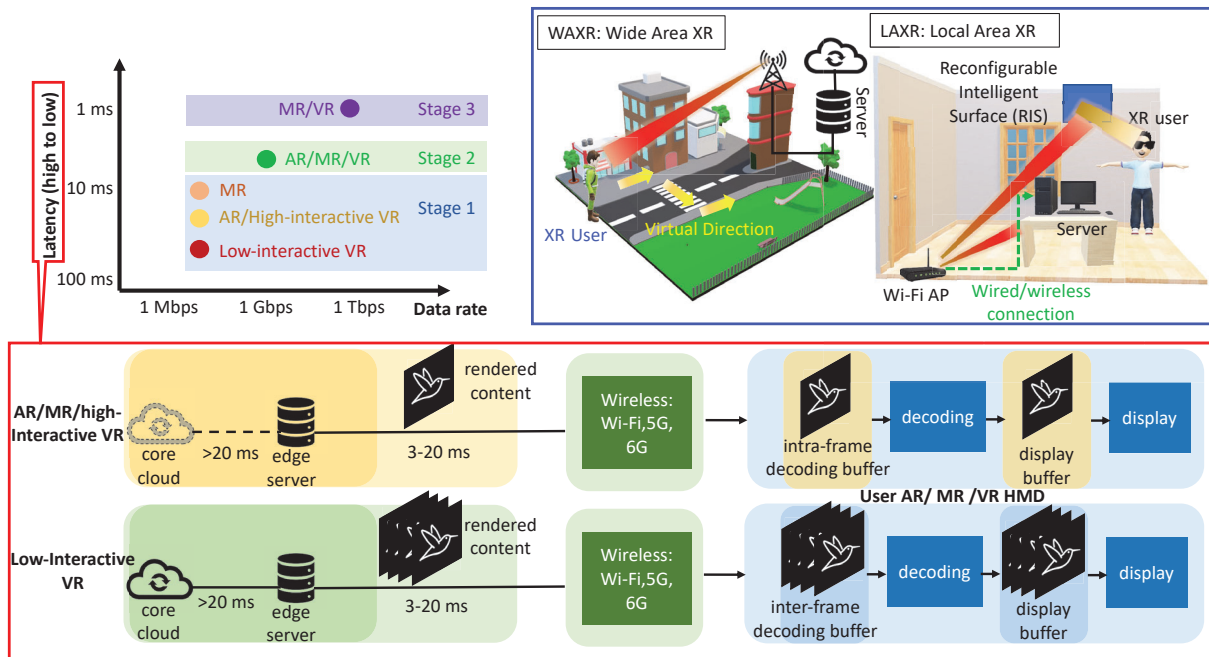 Latency (high to low)
1 ms
10 ms
100 ms
MR/VR
Stage 3
AR/MR/VR
Stage 2
MR
AR/High-interactive VR
Stage 1
Low-interactive VR
1 Mbps
1 Gbps
1 Tbps
Data rate
WAXR: Wide Area XR
Server
XR User
Virtual Direction
LAXR: Local Area XR
Reconfigurable
Intelligent
Surface (RIS)
XR user
Server
Wi-Fi AP
Wired/wireless
connection
AR/MR/high-
Interactive VR
core
cloud
>20 ms
edge
server
3-20 ms
rendered
content
Wireless:
Wi-Fi,5G,
6G
intra-frame
decoding buffer
decoding
display
buffer
display
User AR/ MR /VR HMD
Low-Interactive
VR
core
cloud
>20 ms
edge
server
3-20 ms
rendered
content
Wireless:
Wi-Fi,5G,
6G
inter-frame
decoding buffer
decoding
display
buffer
display